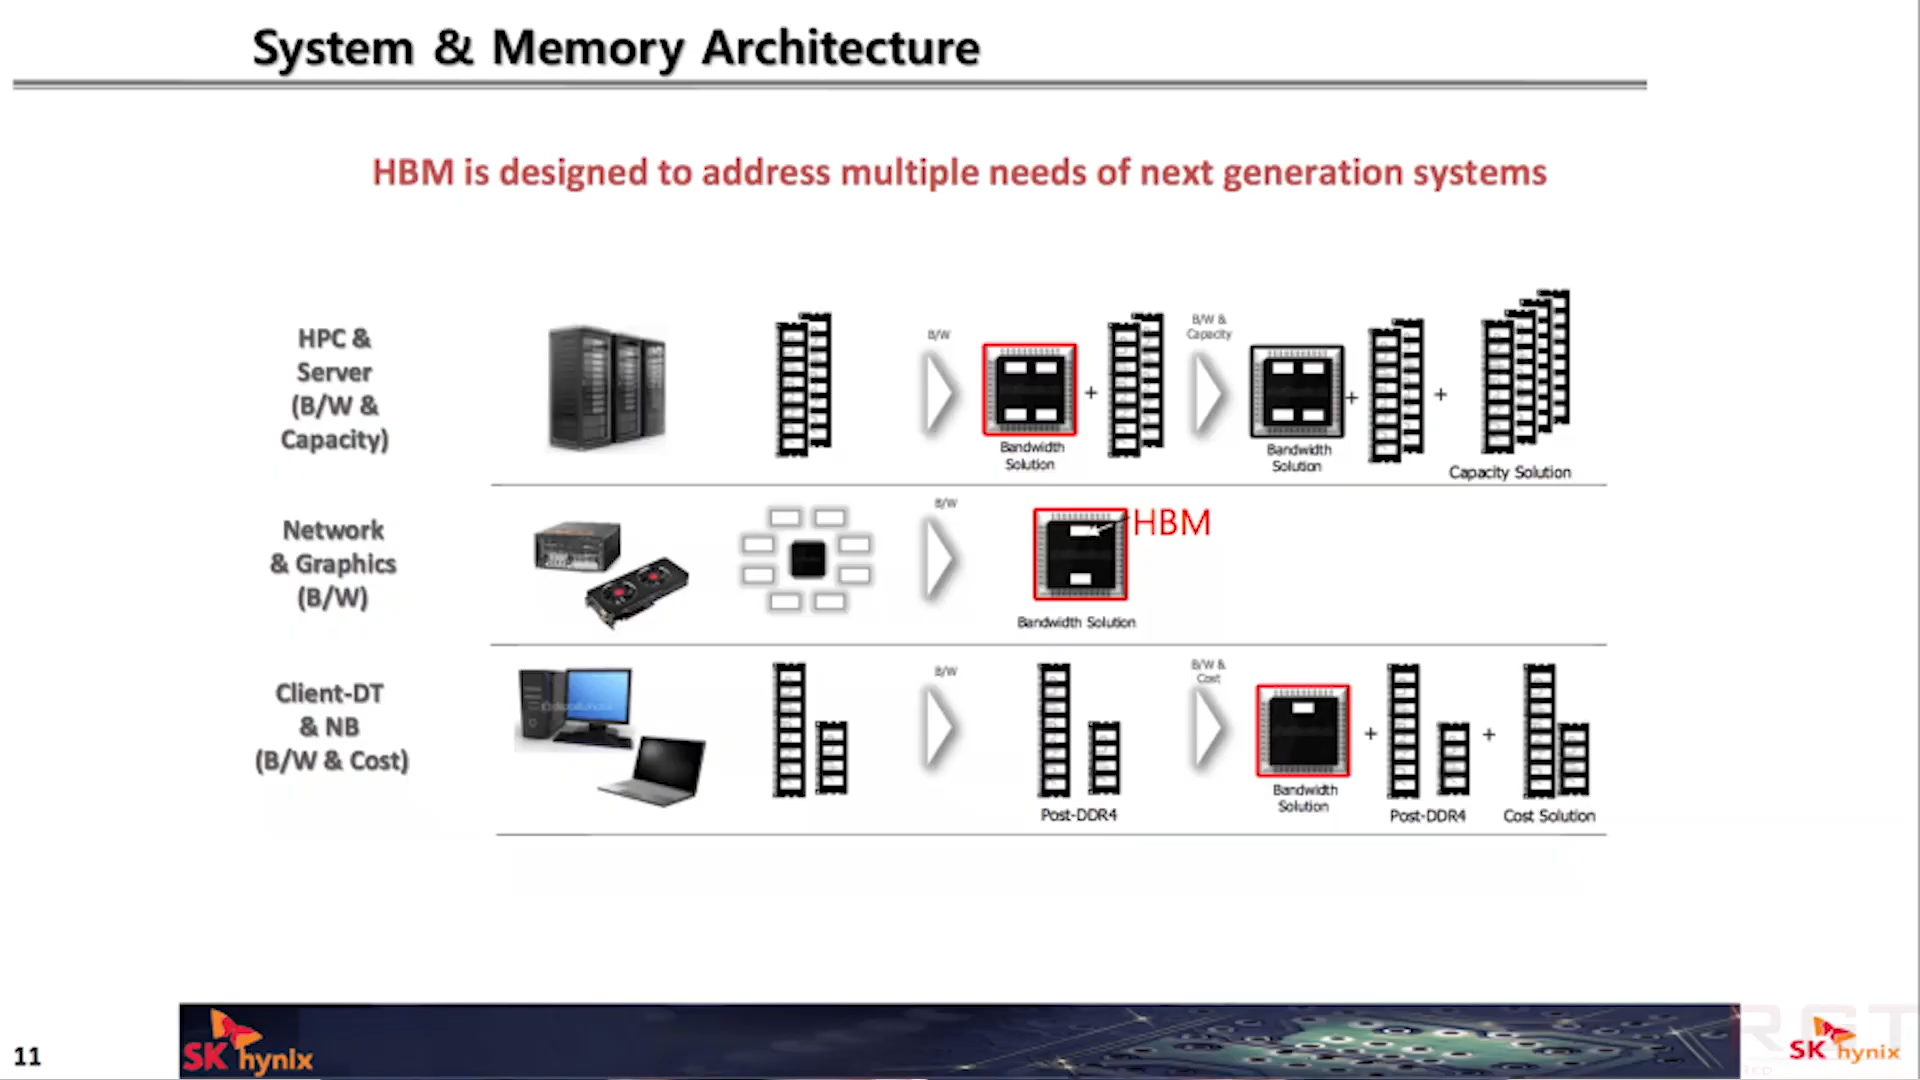 System & Memory Architecture
HBM is designed to address multiple needs of next generation systems
HPC &
Server
(B/W &
Capacity)
B/W
+
Bandwidth
Solution
B/W &
Capacity
+
+
Bandwidth
Solution
Capacity Solution
Network
& Graphics
(B/W)
B/W
HBM
Bandwidth Solution
Client-DT
& NB
(B/W & Cost)
B/W
Post-DDR4
B/W &
Cost
+
+
Bandwidth
Solution
Post-DDR4
Cost Solution
11
SK hynix
SK hynix